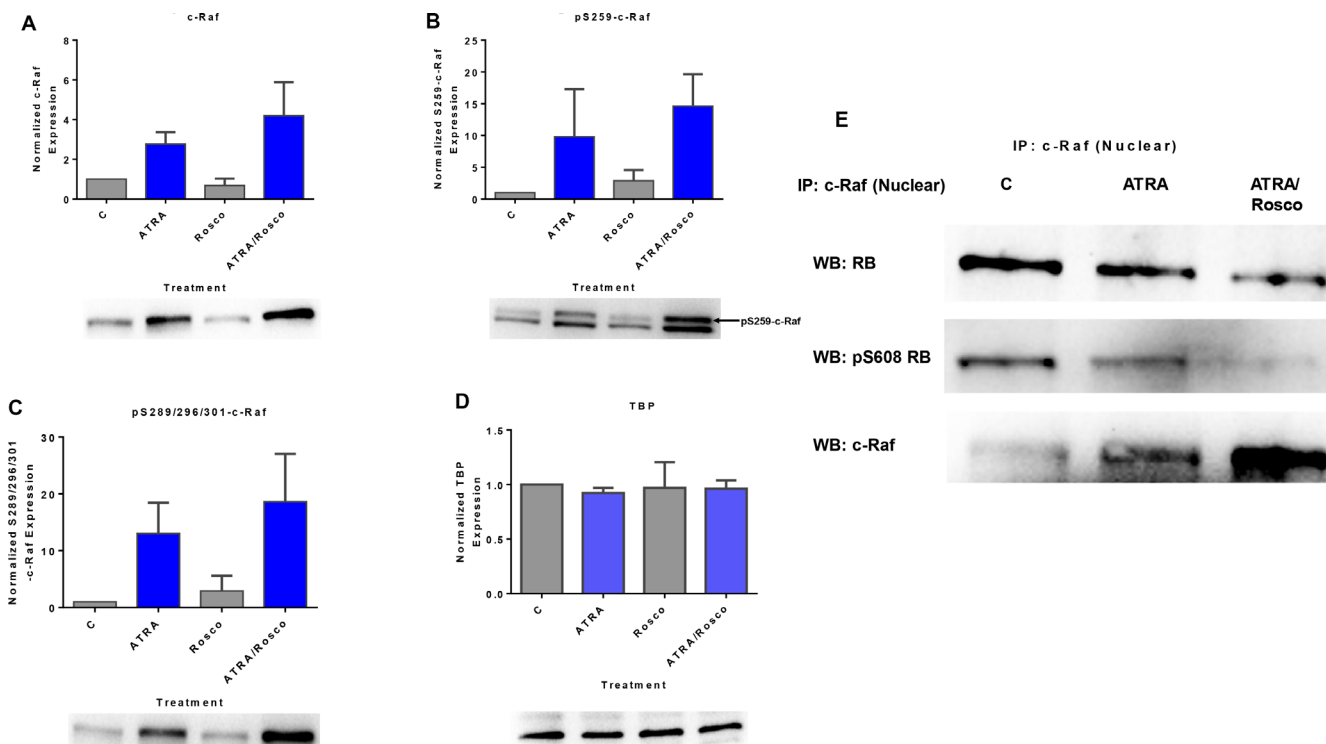 A
c-Raf
Normalized c-Raf
Expression
8
6
4
2
0
C
ATRA
Rosco
ATRA/Rosco
Treatment
B
pS259-c-Raf
Normalized S259-c-Raf
Expression
25
20
15
10
5
0
C
ATRA
Rosco
ATRA/Rosco
Treatment
pS259-c-Raf
C
pS289/296/301-c-Raf
Normalized S289/296/301
-c-Raf Expression
30
20
10
0
C
ATRA
Rosco
ATRA/Rosco
Treatment
D
TBP
Normalized TBP
Expression
1.5
1.0
0.5
0.0
C
ATRA
Rosco
ATRA/Rosco
Treatment
E
IP: c-Raf (Nuclear)
IP: c-Raf (Nuclear) C ATRA ATRA/
Rosco
WB: RB
WB: pS608 RB
WB: c-Raf